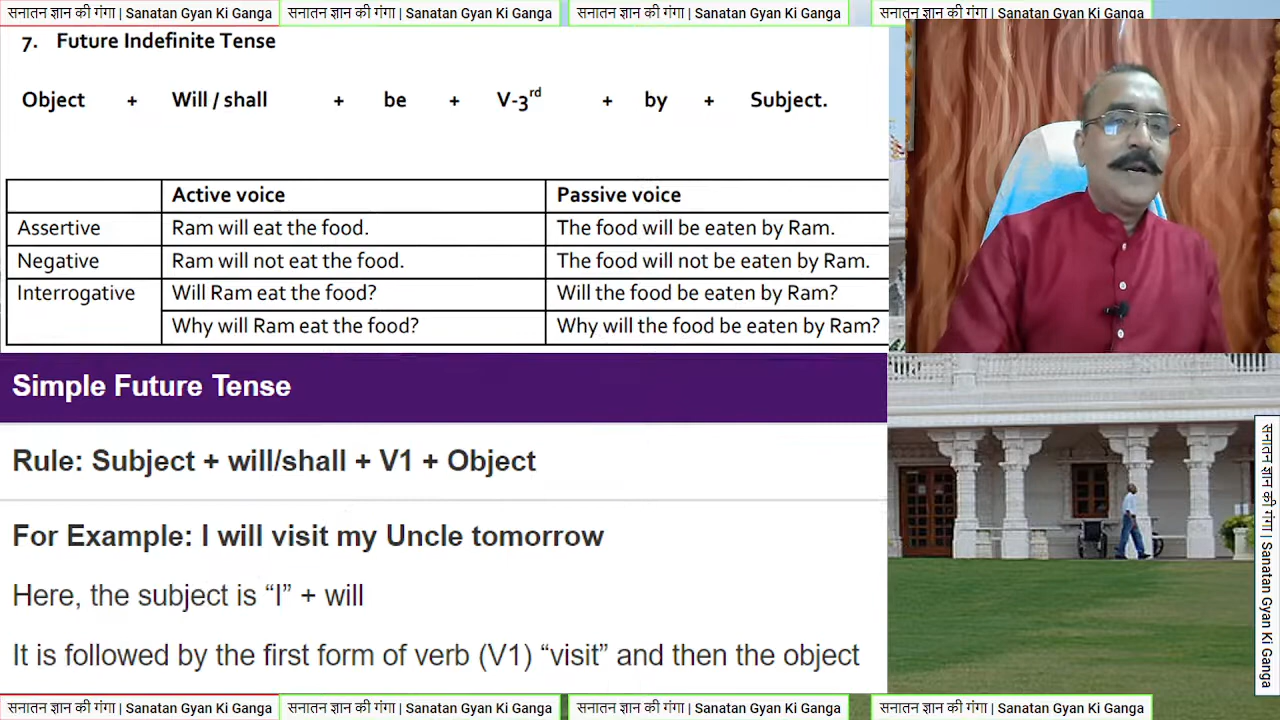 सनातन ज्ञान की गंगा | Sanatan Gyan Ki Ganga
सनातन ज्ञान की गंगा | Sanatan Gyan Ki Ganga
सनातन ज्ञान की गंगा | Sanatan Gyan Ki Ganga
सनातन ज्ञान की गंगा | Sanatan Gyan Ki Ganga
7. Future Indefinite Tense
Object + Will / shall + be + V-3rd + by + Subject.
Active voice Passive voice
Assertive Ram will eat the food. The food will be eaten by Ram.
Negative Ram will not eat the food. The food will not be eaten by Ram.
Interrogative Will Ram eat the food? Will the food be eaten by Ram?
Why will Ram eat the food? Why will the food be eaten by Ram?
Simple Future Tense
Rule: Subject + will/shall + V1 + Object
For Example: I will visit my Uncle tomorrow
Here, the subject is “I” + will
It is followed by the first form of verb (V1) “visit” and then the object
सनातन ज्ञान की गंगा | Sanatan Gyan Ki Ganga
सनातन ज्ञान की गंगा | Sanatan Gyan Ki Ganga
सनातन ज्ञान की गंगा | Sanatan Gyan Ki Ganga
सनातन ज्ञान की गंगा | Sanatan Gyan Ki Ganga
सनातन ज्ञान की गंगा | Sanatan Gyan Ki Ganga